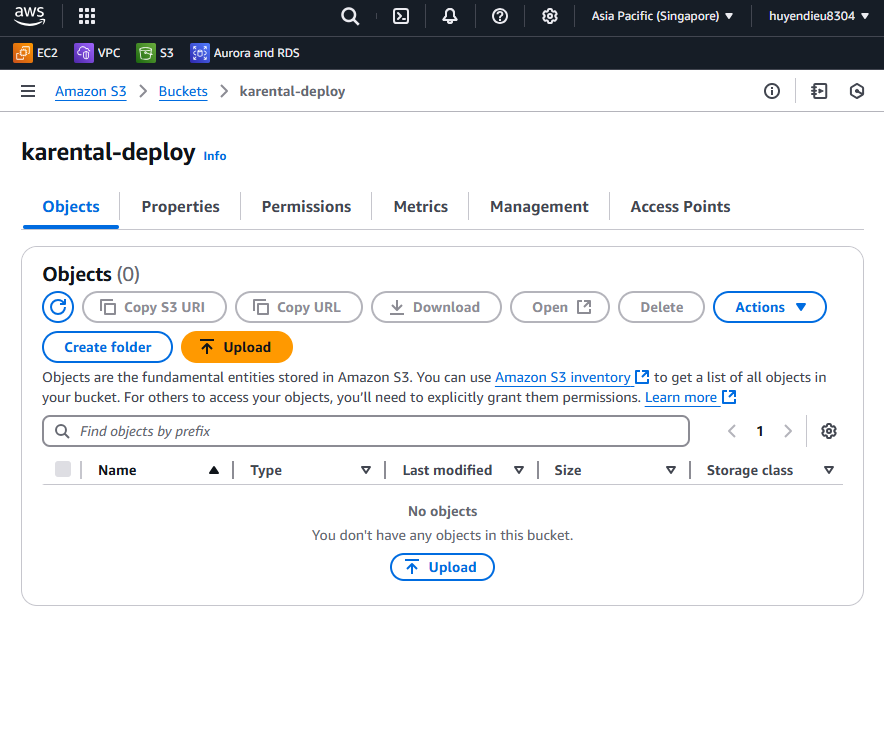 aws
Asia Pacific (Singapore) huyendieu8304
EC2 VPC S3 Aurora and RDS
Amazon S3 Buckets karental-deploy
karental-deploy Info
Objects Properties Permissions Metrics Management Access Points
Objects (0)
Copy S3 URI Copy URL Download Open Delete Actions
Create folder Upload
Objects are the fundamental entities stored in Amazon S3. You can use Amazon S3 inventory to get a list of all objects in
your bucket. For others to access your objects, you’ll need to explicitly grant them permissions. Learn more
Find objects by prefix 1
Name Type Last modified Size Storage class
No objects
You don't have any objects in this bucket.
Upload